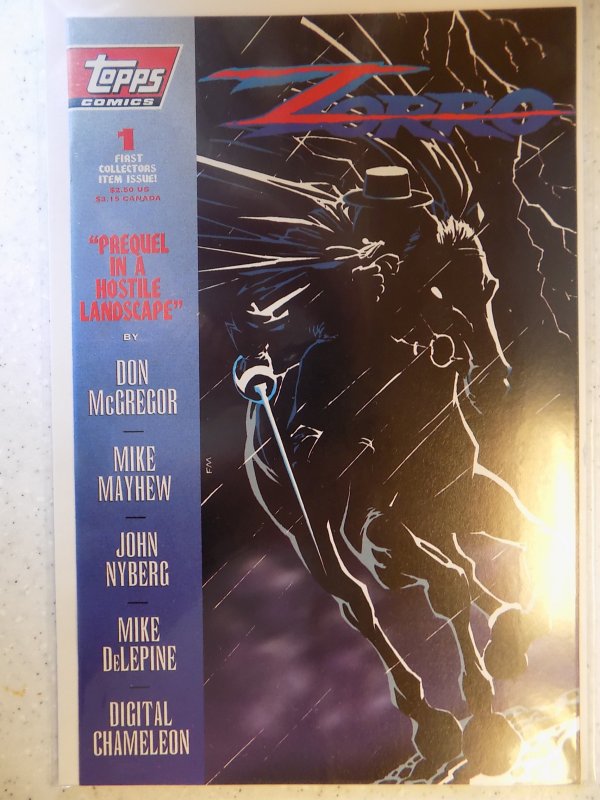 topps
COMICS
1
FIRST
COLLECTORS
ITEM ISSUE!
$2.50 US
$3.15 CANADA
"PREQUEL
IN A
HOSTILE
LANDSCAPE"
BY
DON
McGREGOR
MIKE
MAYHEW
JOHN
NYBERG
MIKE
DeLEPINE
DIGITAL
CHAMELEON
ZORRO
FM